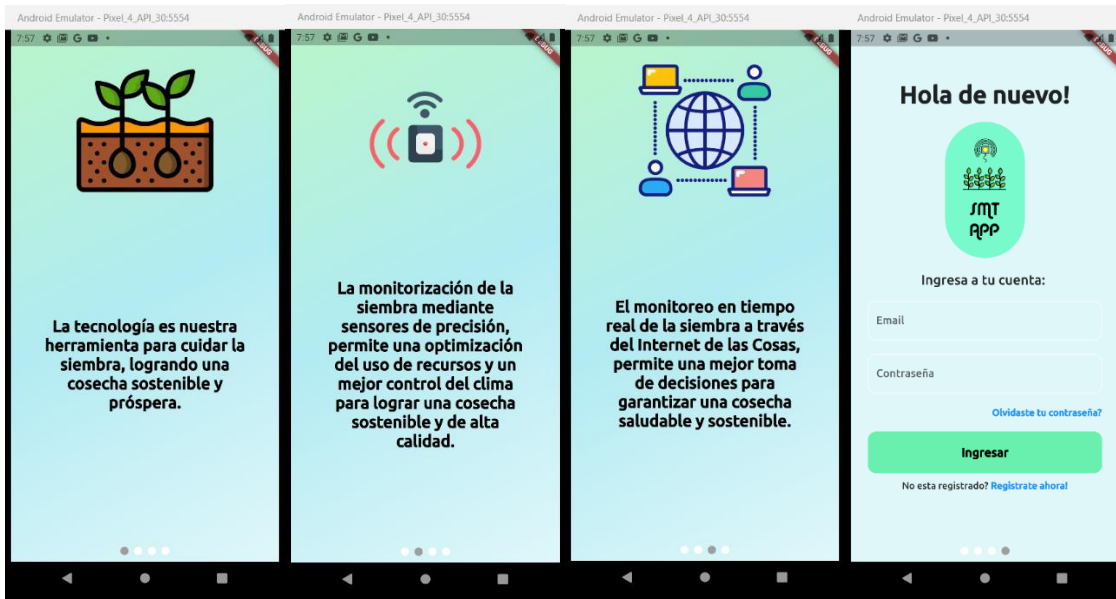 Android Emulator - Pixel_4_API_30:5554
7:57 G
DEBUG
La tecnología es nuestra
herramienta para cuidar la
siembra, logrando una
cosecha sostenible y
próspera.
Android Emulator - Pixel_4_API_30:5554
7:57 G
DEBUG
La monitorización de la
siembra mediante
sensores de precisión,
permite una optimización
del uso de recursos y un
mejor control del clima
para lograr una cosecha
sostenible y de alta
calidad.
Android Emulator - Pixel_4_API_30:5554
7:57 G
DEBUG
El monitoreo en tiempo
real de la siembra a través
del Internet de las Cosas,
permite una mejor toma
de decisiones para
garantizar una cosecha
saludable y sostenible.
Android Emulator - Pixel_4_API_30:5554
7:57 G
DEBUG
Hola de nuevo!
SMT
APP
Ingresa a tu cuenta:
Email
Contraseña
Olvidaste tu contraseña?
Ingresar
No esta registrado? Registrate ahora!